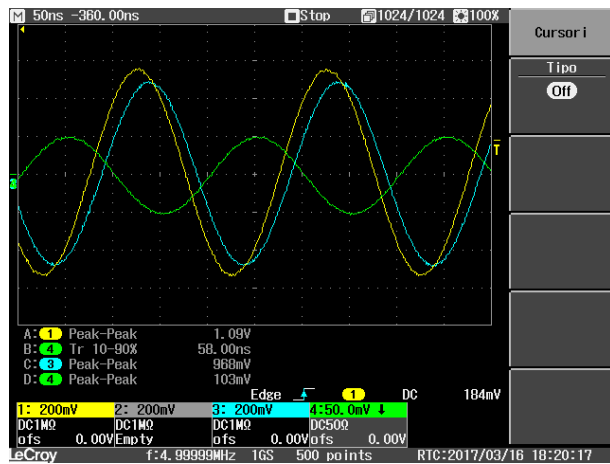 M 50ns -360.00ns Stop 1024/1024 100%
Cursori
Tipo
Off
T
3
A: 1 Peak-Peak 1.09V
B: 4 Tr 10-90% 58.00ns
C: 3 Peak-Peak 968mV
D: 4 Peak-Peak 103mV
Edge 1 DC 184mV
1: 200mV 2: 200mV 3: 200mV 4:50.0mV
DC1MΩ DC1MΩ DC1MΩ DC50Ω
ofs 0.00V Empty ofs 0.00V ofs 0.00V
LeCroy f:4.99999MHz 1GS 500 points RTC:2017/03/16 18:20:17